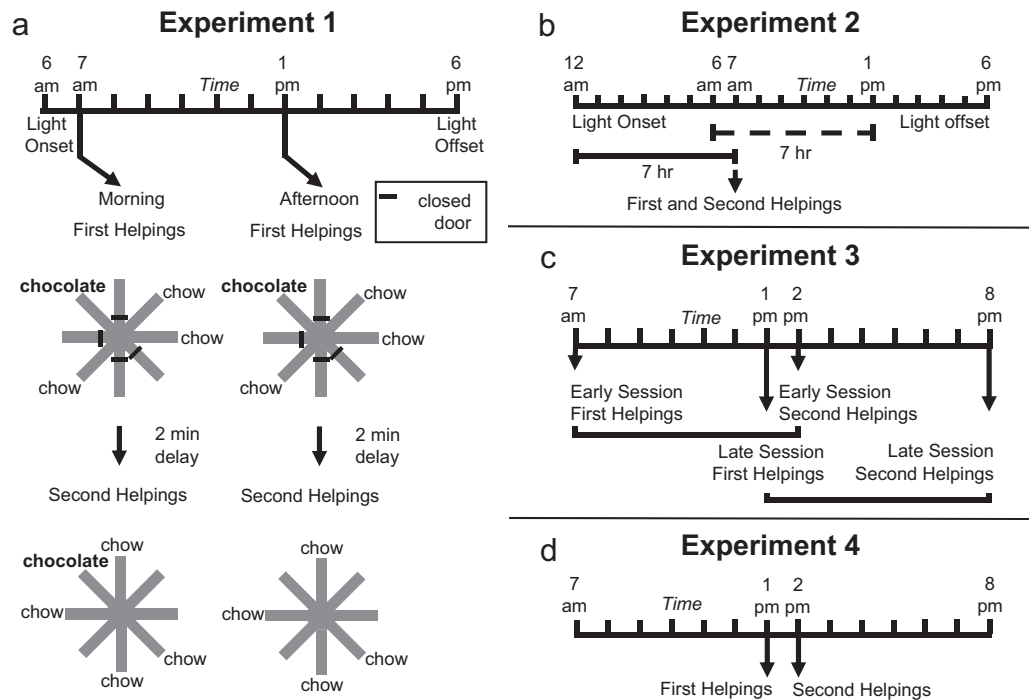 a
Experiment 1
6 7 1 6
am am Time pm pm
Light Light
Onset Offset
Morning Afternoon
First Helpings First Helpings
closed
door
chocolate chow chocolate chow
chow chow
chow chow
2 min 2 min
delay delay
Second Helpings Second Helpings
chow chow
chocolate
chow chow
chow chow
chow chow
b
Experiment 2
12 6 7 1 6
am am am Time pm pm
Light Onset Light offset
7 hr
7 hr
First and Second Helpings
c
Experiment 3
7 1 2 8
am Time pm pm pm
Early Session Early Session
First Helpings Second Helpings
Late Session Late Session
First Helpings Second Helpings
d
Experiment 4
7 1 2 8
am Time pm pm pm
First Helpings Second Helpings